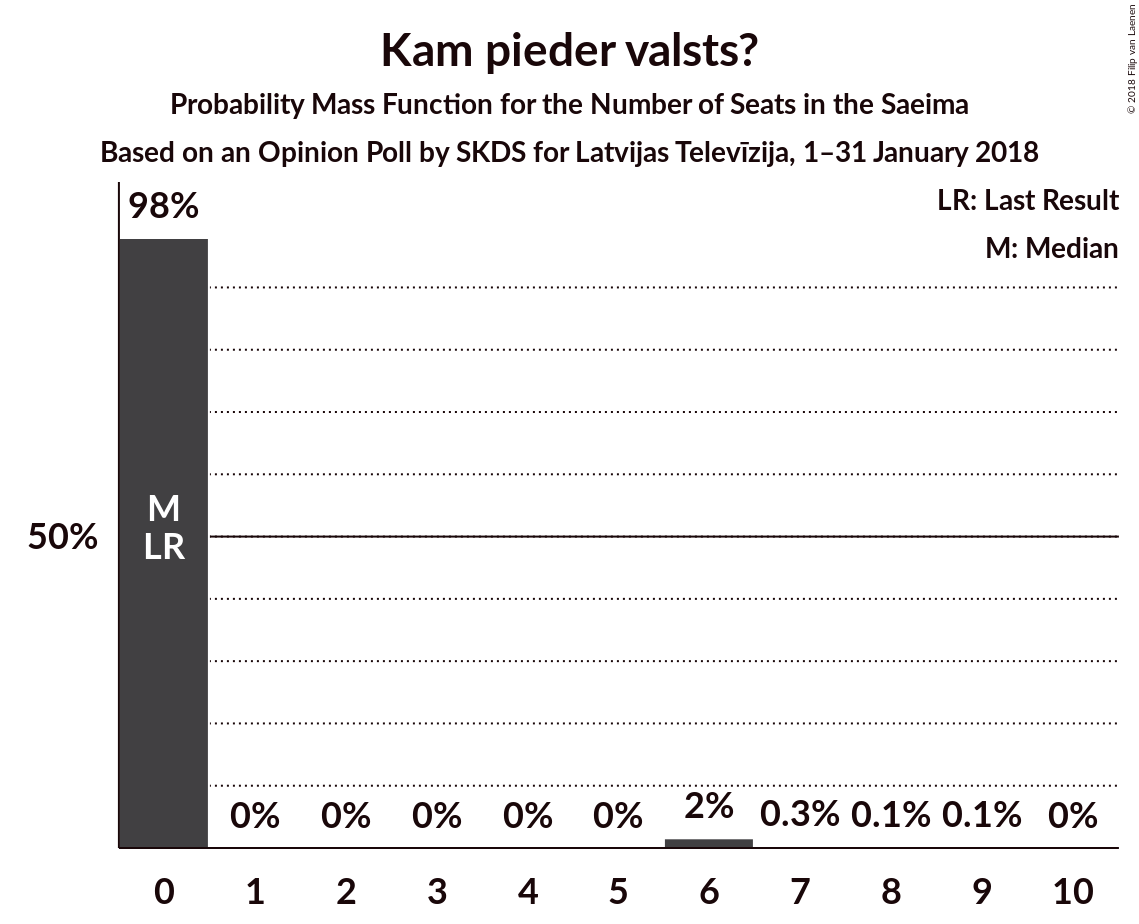 Kam pieder valsts?
Probability Mass Function for the Number of Seats in the Saeima
Based on an Opinion Poll by SKDS for Latvijas Televīzija, 1–31 January 2018
© 2018 Filip van Laenen
LR: Last Result
M: Median
98%
M
LR
50%
0% 0% 0% 0% 0% 2% 0.3% 0.1% 0.1% 0%
0 1 2 3 4 5 6 7 8 9 10